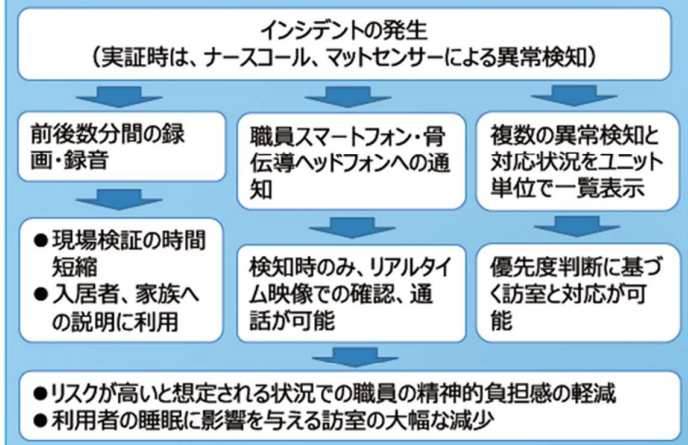 インシデントの発生
（実証時は、ナースコール、マットセンサーによる異常検知）
前後数分間の録
画・録音
職員スマートフォン・骨
伝導ヘッドフォンへの通
知
複数の異常検知と
対応状況をユニット
単位で一覧表示
●現場検証の時間
短縮
●入居者、家族へ
の説明に利用
検知時のみ、リアルタイ
ム映像での確認、通
話が可能
優先度判断に基づ
く訪室と対応が可
能
●リスクが高いと想定される状況での職員の精神的負担感の軽減
●利用者の睡眠に影響を与える訪室の大幅な減少